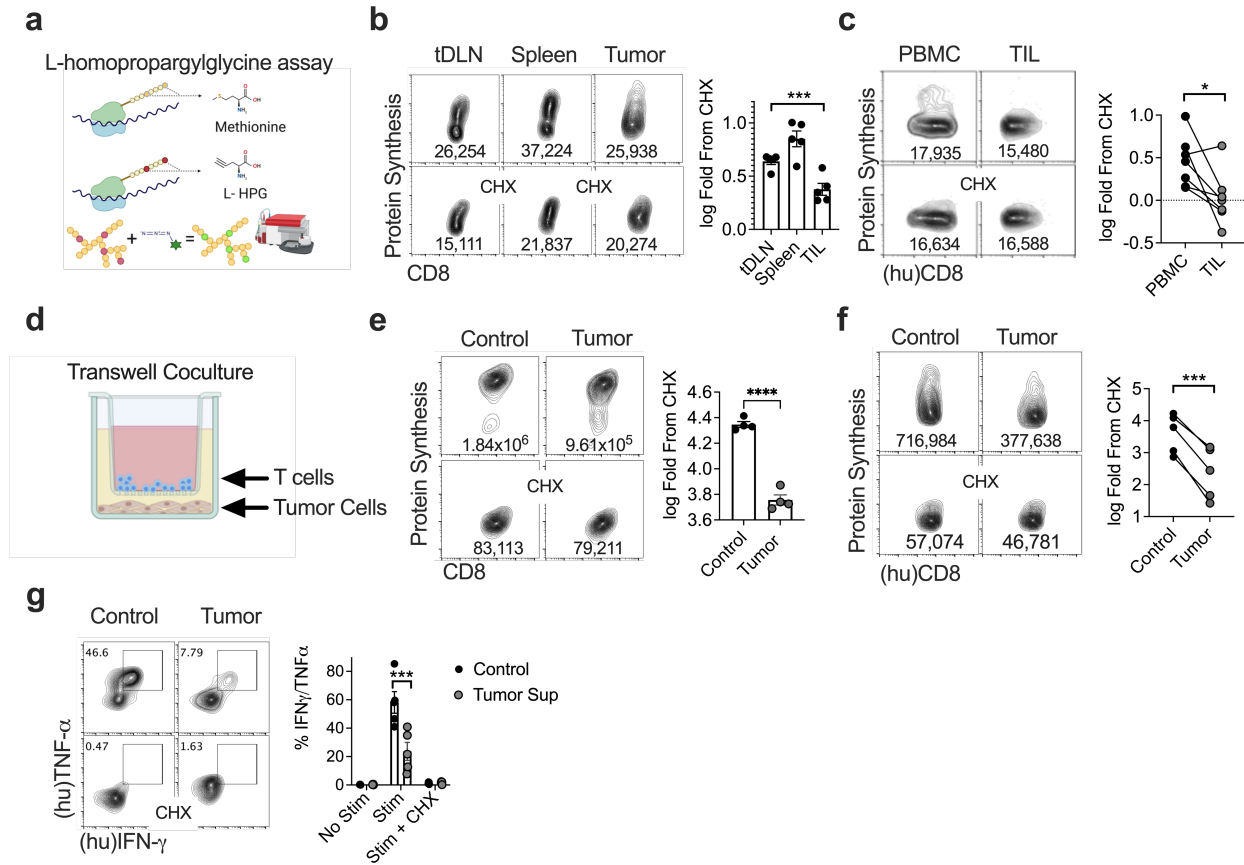 a
L-homopropargylglycine assay
Methionine
L- HPG
+
N
N⁺
N
=
b
tDLN Spleen Tumor
Protein Synthesis
26,254 37,224 25,938
CHX CHX
15,111 21,837 20,274
CD8
log Fold From CHX
***
1.0
0.5
0.0
tDLN
Spleen
TIL
c
PBMC TIL
Protein Synthesis
17,935 15,480
CHX
16,634 16,588
(hu)CD8
log Fold From CHX
*
1.0
0.5
0.0
-0.5
PBMC
TIL
d
Transwell Coculture
T cells
Tumor Cells
e
Control Tumor
Protein Synthesis
1.84x10⁶ 9.61x10⁵
CHX
83,113 79,211
CD8
log Fold From CHX
****
4.6
4.4
4.2
4.0
3.8
3.6
Control
Tumor
f
Control Tumor
Protein Synthesis
716,984 377,638
CHX
57,074 46,781
(hu)CD8
log Fold From CHX
***
5
4
3
2
1
Control
Tumor
g
Control Tumor
46.6 7.79
0.47 1.63
CHX
(hu)TNF-α
(hu)IFN-γ
% IFNγ/TNFα
80
60
40
20
0
***
No Stim
Stim
Stim + CHX
Control
Tumor Sup